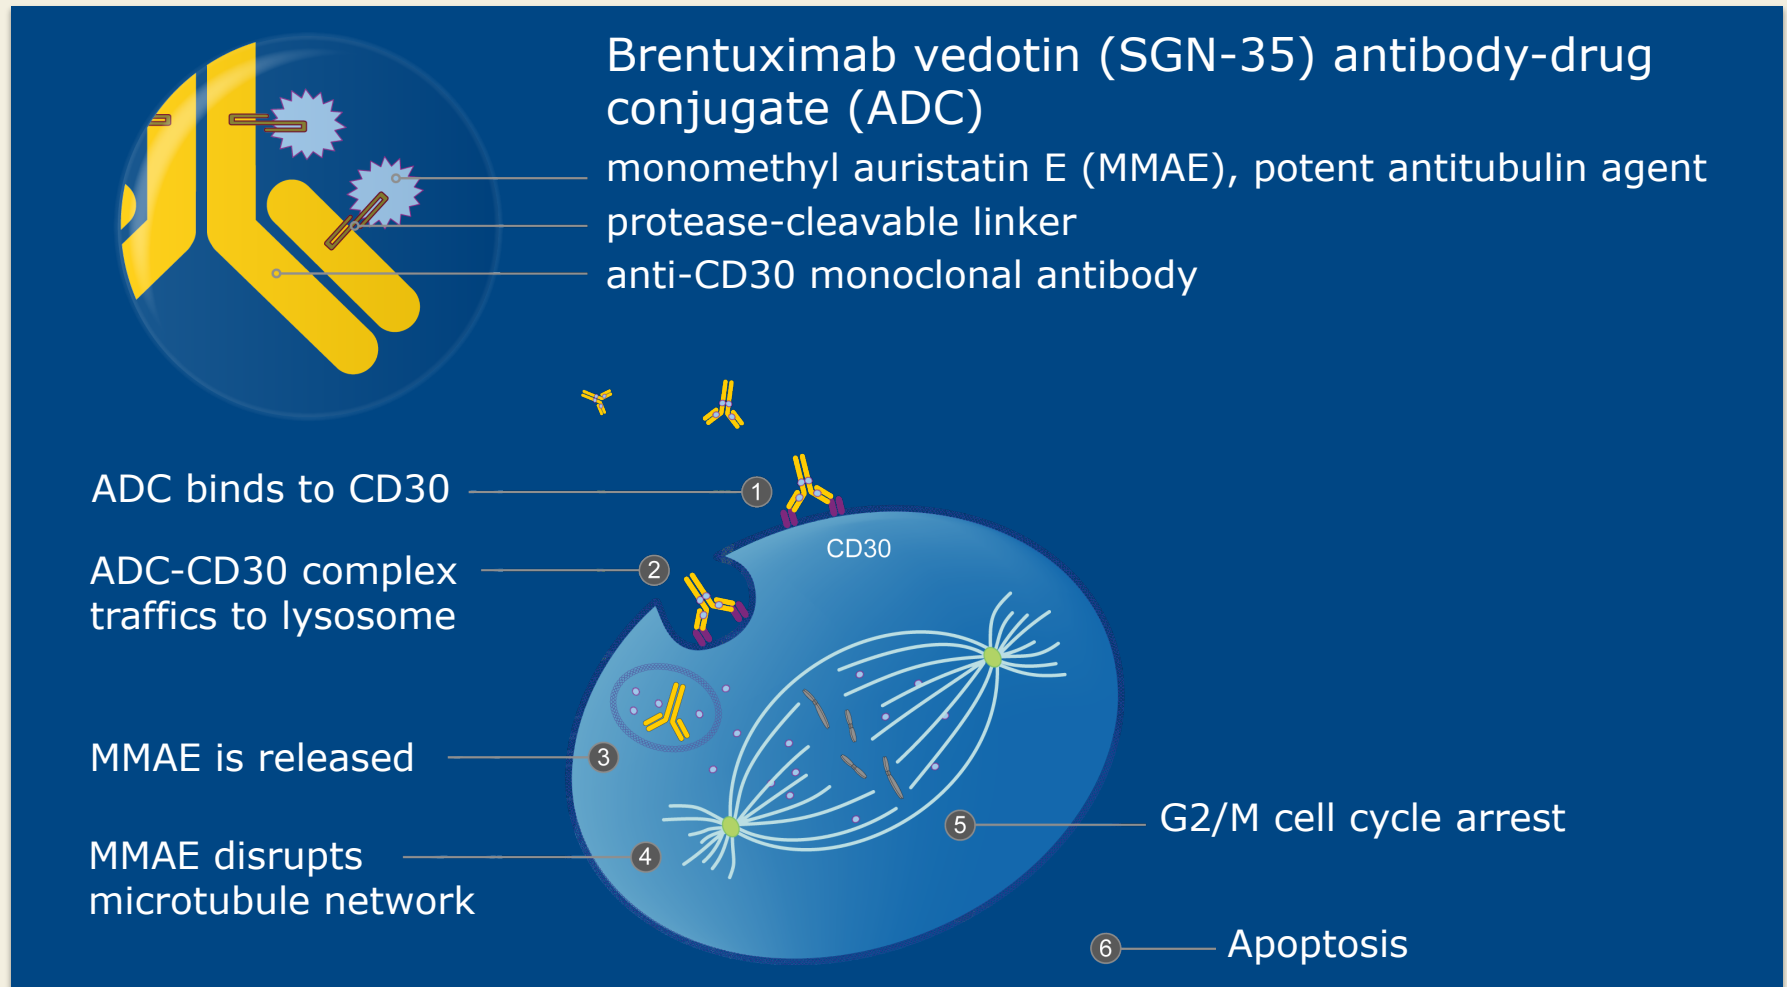 Brentuximab vedotin (SGN-35) antibody-drug
conjugate (ADC)
monomethyl auristatin E (MMAE), potent antitubulin agent
protease-cleavable linker
anti-CD30 monoclonal antibody
ADC binds to CD30
1
CD30
ADC-CD30 complex
traffics to lysosome
2
MMAE is released
3
MMAE disrupts
microtubule network
4
5
G2/M cell cycle arrest
6
Apoptosis